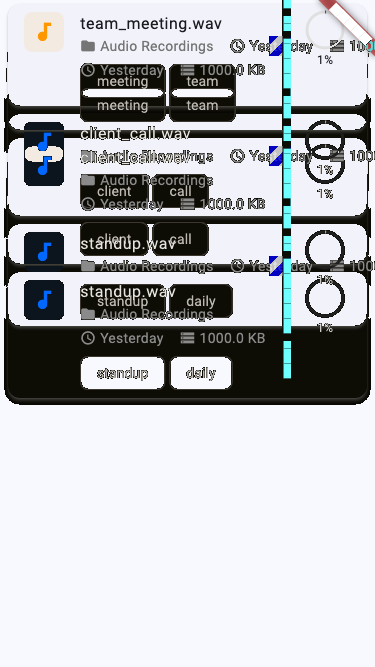 team_meeting.wav
Audio Recordings Yesterday 100
1%
Yesterday 1000.0 KB
meeting team
meeting team
client_call.wav
Audio Recordings Yesterday 100
client_call.wav
1%
Audio Recordings
client call
1%
Yesterday 1000.0 KB
client call
standup.wav
Audio Recordings Yesterday 100
1%
standup.wav
standup daily
Audio Recordings
1%
Yesterday 1000.0 KB
standup daily